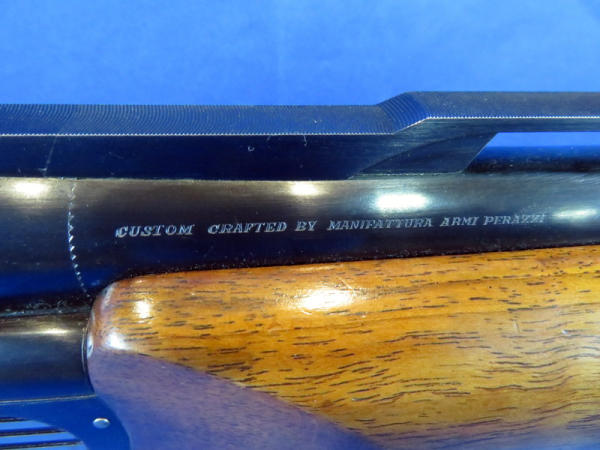 CUSTOM CRAFTED BY MANIFATTURA ARMI PERAZZI